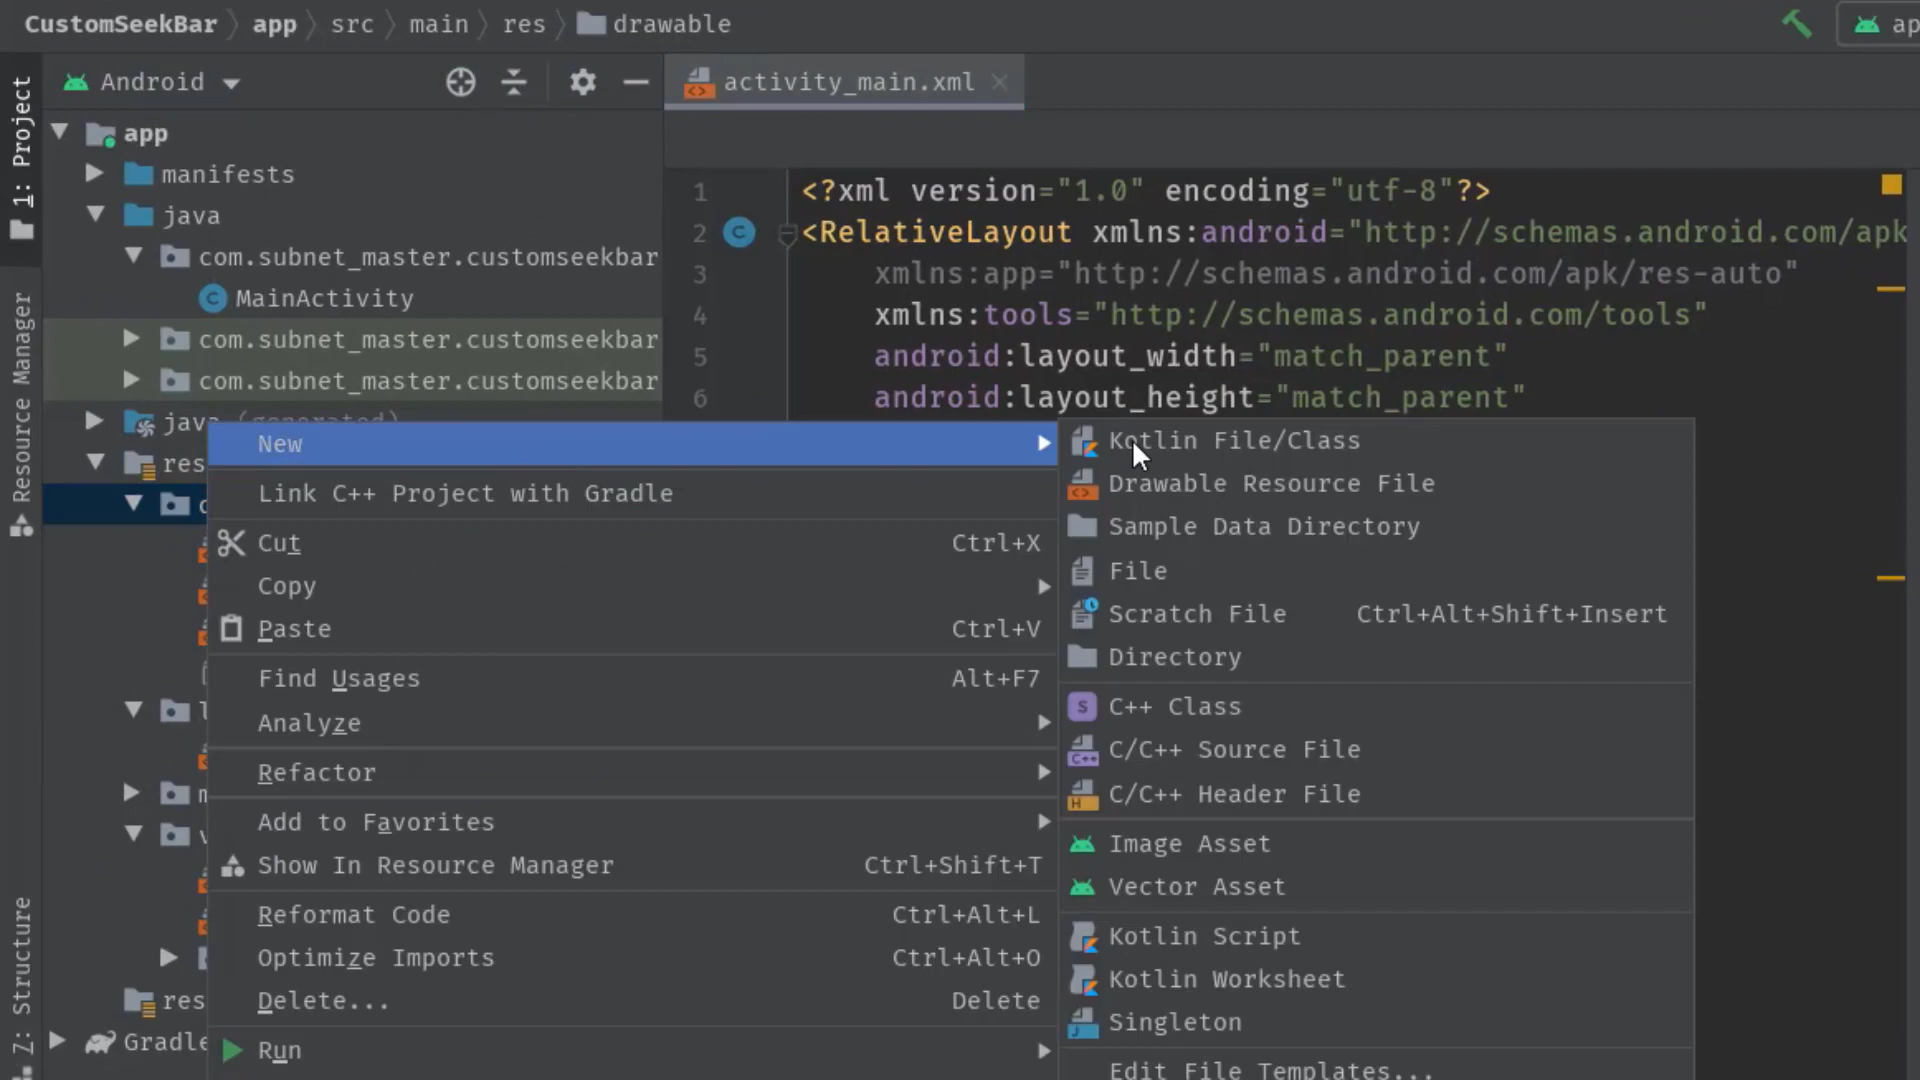 CustomSeekBar app src main res drawable
ap
1: Project
Resource Manager
Z: Structure
Android
activity_main.xml
app
manifests
java
com.subnet_master.customseekbar
MainActivity
com.subnet_master.customseekbar
com.subnet_master.customseekbar
java (generated)
res
res
Gradle
1 <?xml version="1.0" encoding="utf-8"?>
2 <RelativeLayout xmlns:android="http://schemas.android.com/apk
3 xmlns:app="http://schemas.android.com/apk/res-auto"
4 xmlns:tools="http://schemas.android.com/tools"
5 android:layout_width="match_parent"
6 android:layout_height="match_parent"
New
Link C++ Project with Gradle
Cut Ctrl+X
Copy
Paste Ctrl+V
Find Usages Alt+F7
Analyze
Refactor
Add to Favorites
Show In Resource Manager Ctrl+Shift+T
Reformat Code Ctrl+Alt+L
Optimize Imports Ctrl+Alt+O
Delete... Delete
Run
Kotlin File/Class
Drawable Resource File
Sample Data Directory
File
Scratch File Ctrl+Alt+Shift+Insert
Directory
C++ Class
C/C++ Source File
C/C++ Header File
Image Asset
Vector Asset
Kotlin Script
Kotlin Worksheet
Singleton
Edit File Templates...